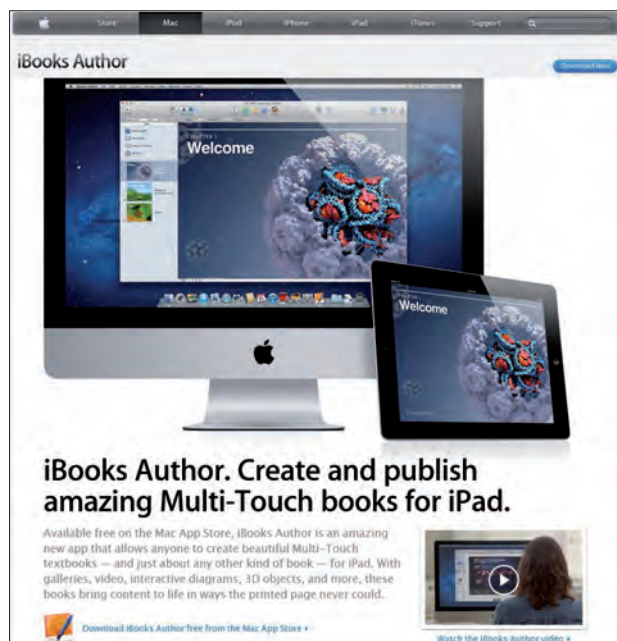 Store Mac iPod iPhone iPad iTunes Support
iBooks Author
Download Now
CHAPTER 1
Welcome
Welcome
iBooks Author. Create and publish
amazing Multi-Touch books for iPad.
Available free on the Mac App Store, iBooks Author is an amazing
new app that allows anyone to create beautiful Multi-Touch
textbooks — and just about any other kind of book — for iPad. With
galleries, video, interactive diagrams, 3D objects, and more, these
books bring content to life in ways the printed page never could.
Download iBooks Author free from the Mac App Store
Watch the iBooks Author video